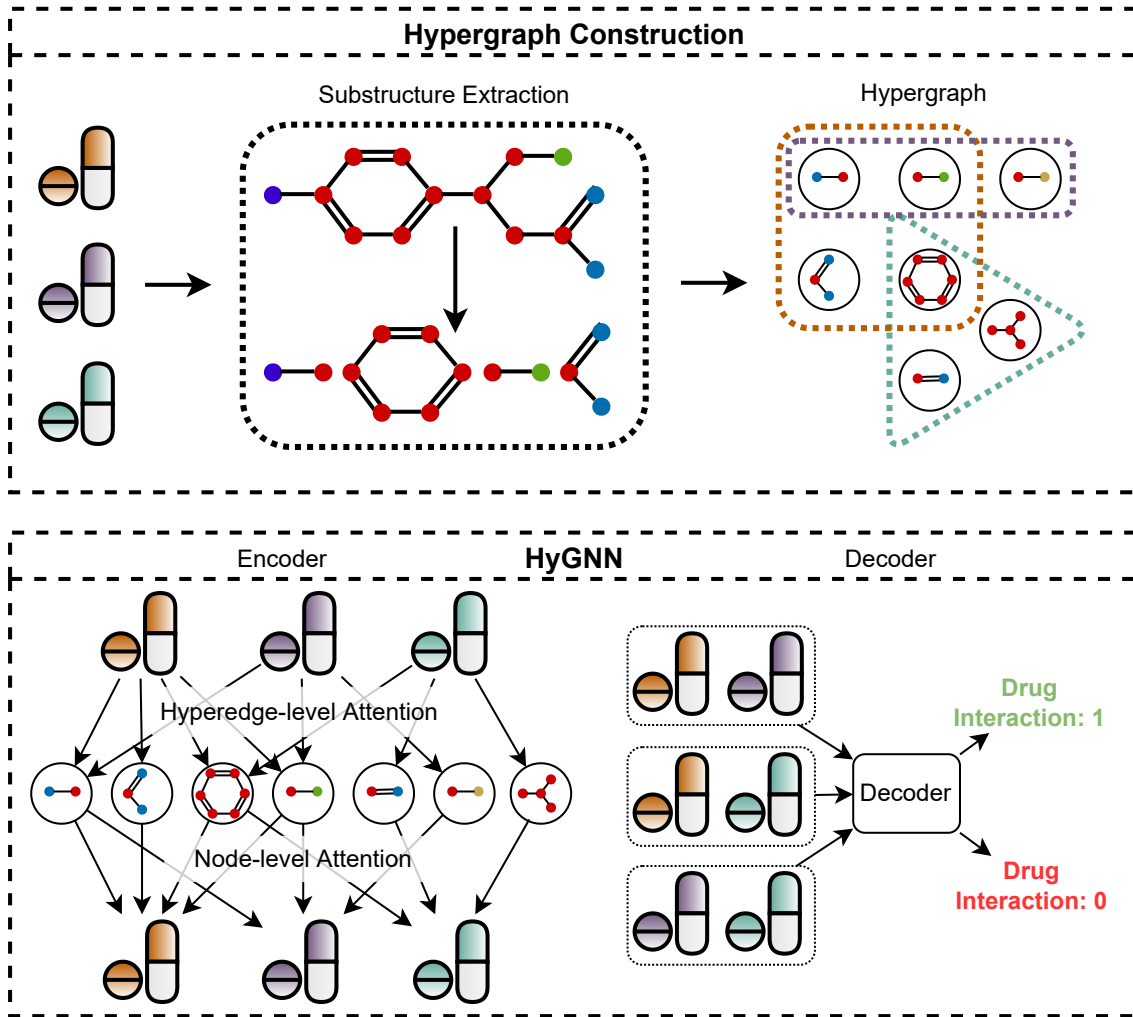 Hypergraph Construction
Substructure Extraction
Hypergraph
Encoder
HyGNN
Decoder
Hyperedge-level Attention
Node-level Attention
Drug
Interaction: 1
Decoder
Drug
Interaction: 0